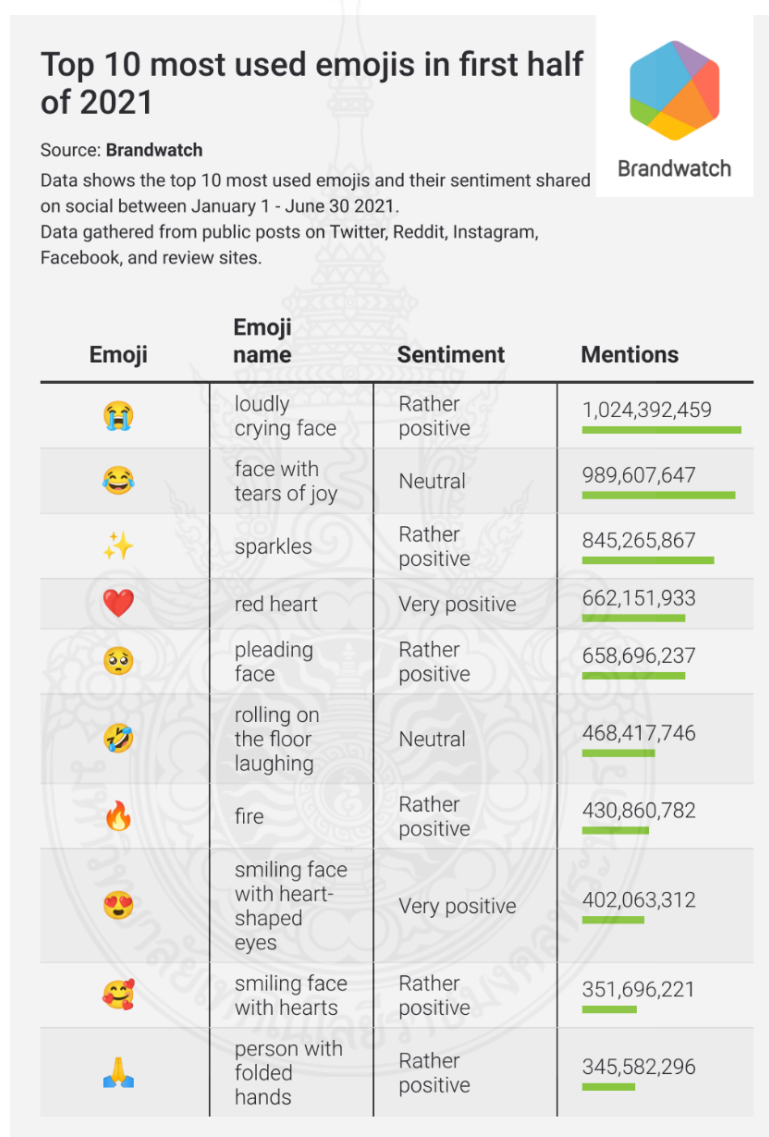 Top 10 most used emojis in first half
of 2021
Brandwatch
Source: Brandwatch
Data shows the top 10 most used emojis and their sentiment shared
on social between January 1 - June 30 2021.
Data gathered from public posts on Twitter, Reddit, Instagram,
Facebook, and review sites.
Emoji
Emoji
name
Sentiment
Mentions
😭
loudly
crying face
Rather
positive
1,024,392,459
😂
face with
tears of joy
Neutral
989,607,647
✨
sparkles
Rather
positive
845,265,867
❤️
red heart
Very positive
662,151,933
🥺
pleading
face
Rather
positive
658,696,237
🤣
rolling on
the floor
laughing
Neutral
468,417,746
🔥
fire
Rather
positive
430,860,782
😍
smiling face
with heart-
shaped
eyes
Very positive
402,063,312
🥰
smiling face
with hearts
Rather
positive
351,696,221
🙏
person with
folded
hands
Rather
positive
345,582,296